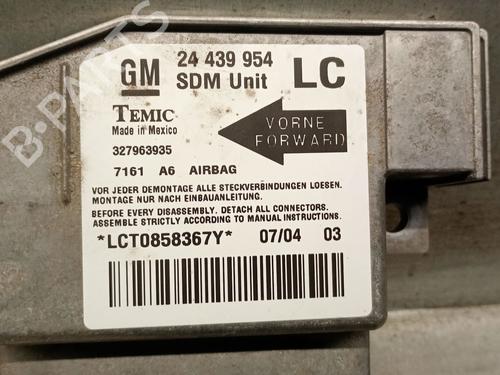 GM 24 439 954 LC
SDM Unit
TEMIC
Made in Mexico
VORNE
FORWARD
327963935
7161 A6 AIRBAG
VOR JEDER DEMONTAGE ALLE STECKVERBINDUNGEN LOESEN.
MONTAGE NUR NACH EINBAUANLEITUNG.
BEFORE EVERY DISASSEMBLY, DETACH ALL CONNECTORS.
ASSEMBLE STRICTLY ACCORDING TO MANUAL INSTRUCTIONS.
*LCT0858367Y* 07/04 03
B-PARTS